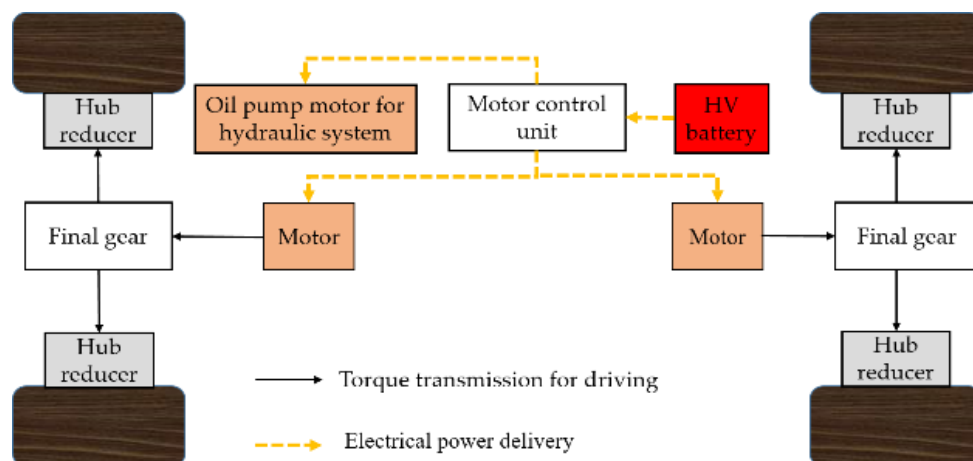 Hub
reducer
Oil pump motor for
hydraulic system
Motor control
unit
HV
battery
Hub
reducer
Final gear
Motor
Motor
Final gear
Hub
reducer
Hub
reducer
Torque transmission for driving
Electrical power delivery